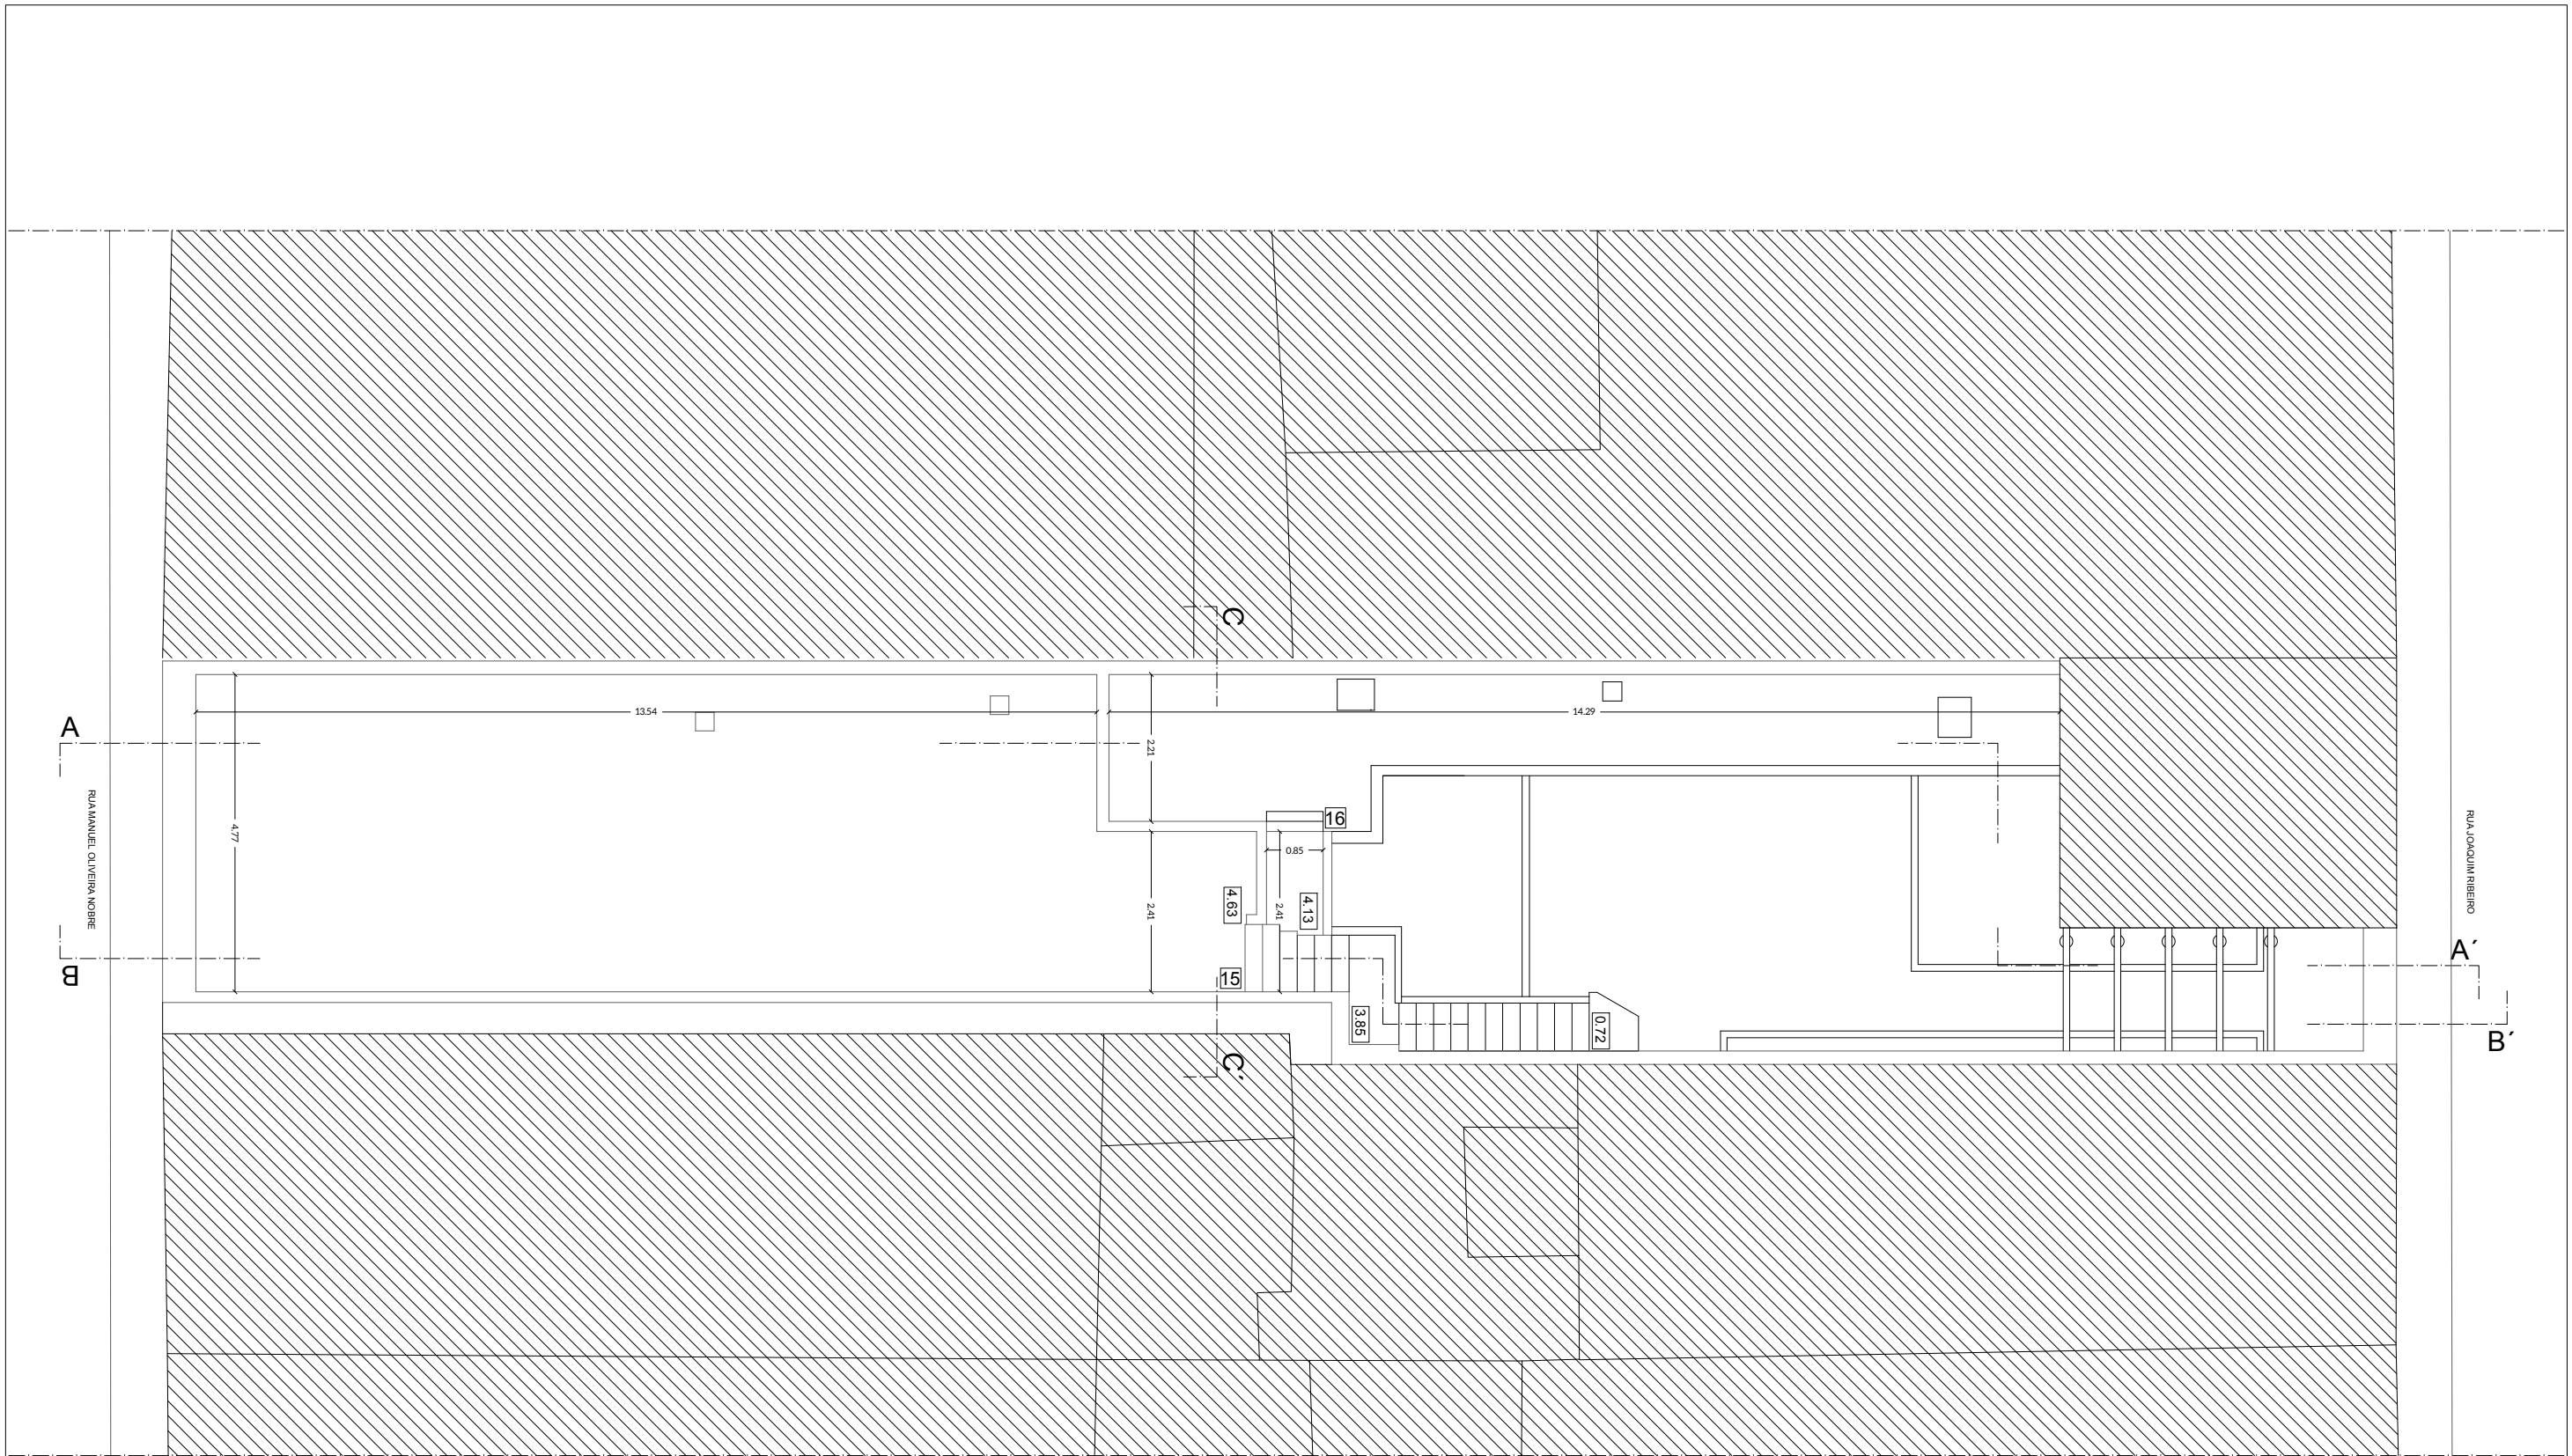 C
13.54
14.29
A
2.21
RUA MANUEL OLIVEIRA NOBRE
RUA JOAQUIM RIBEIRO
4.77
16
0.85
4.63
4.13
2.41
2.41
A´
B
15
3.85
0.72
B´
C´